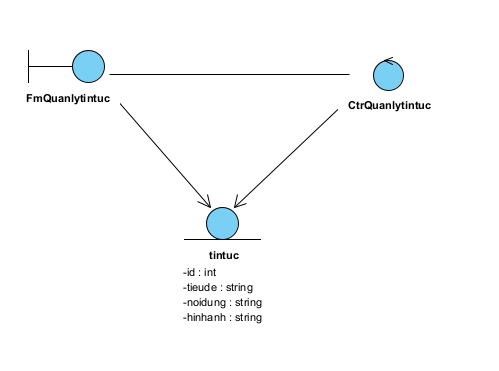 FmQuanlytintuc
CtrQuanlytintuc
tintuc
-id : int
-tieude : string
-noidung : string
-hinhanh : string